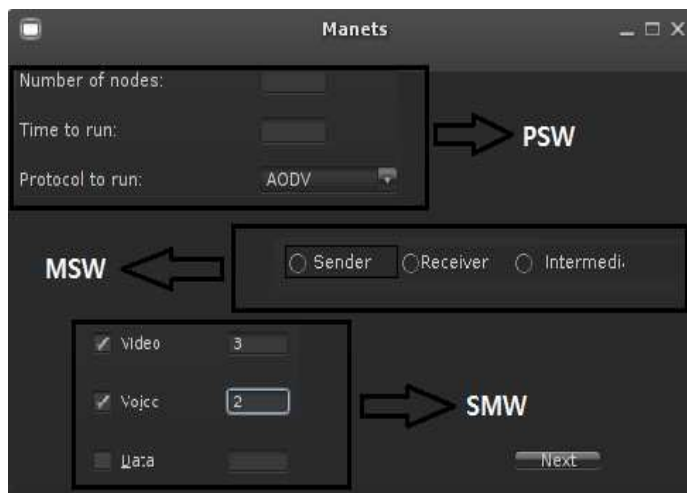 Manets
Number of nodes:
Time to run:
PSW
Protocol to run: AODV
MSW
Sender Receiver Intermedi
Video 3
Voicc 2
SMW
Data
Next